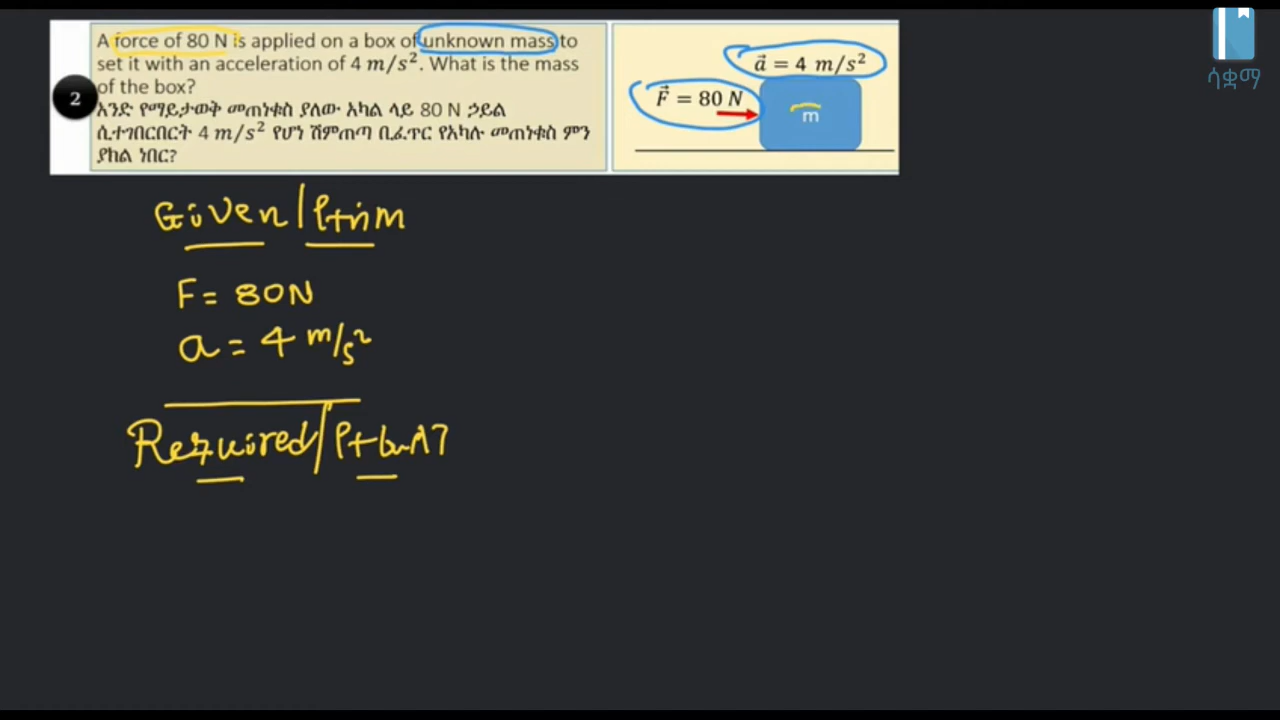 A force of 80 N is applied on a box of unknown mass to
set it with an acceleration of 4 m/s². What is the mass
of the box?
2
አንድ የማይታወቅ መጠነቁስ ያለው አካል ላይ 80 N ኃይል
ሲተገበርበርት 4 m/s² የሆነ ሽምጠጣ ቢፈጥር የአካሉ መጠነቁስ ምን
ያክል ነበር?
a⃗ = 4 m/s²
F⃗ = 80 N
m
ሰቋማ
Given/የተሰጠ
F = 80N
a = 4 m/s²
Required/የተፈለገ